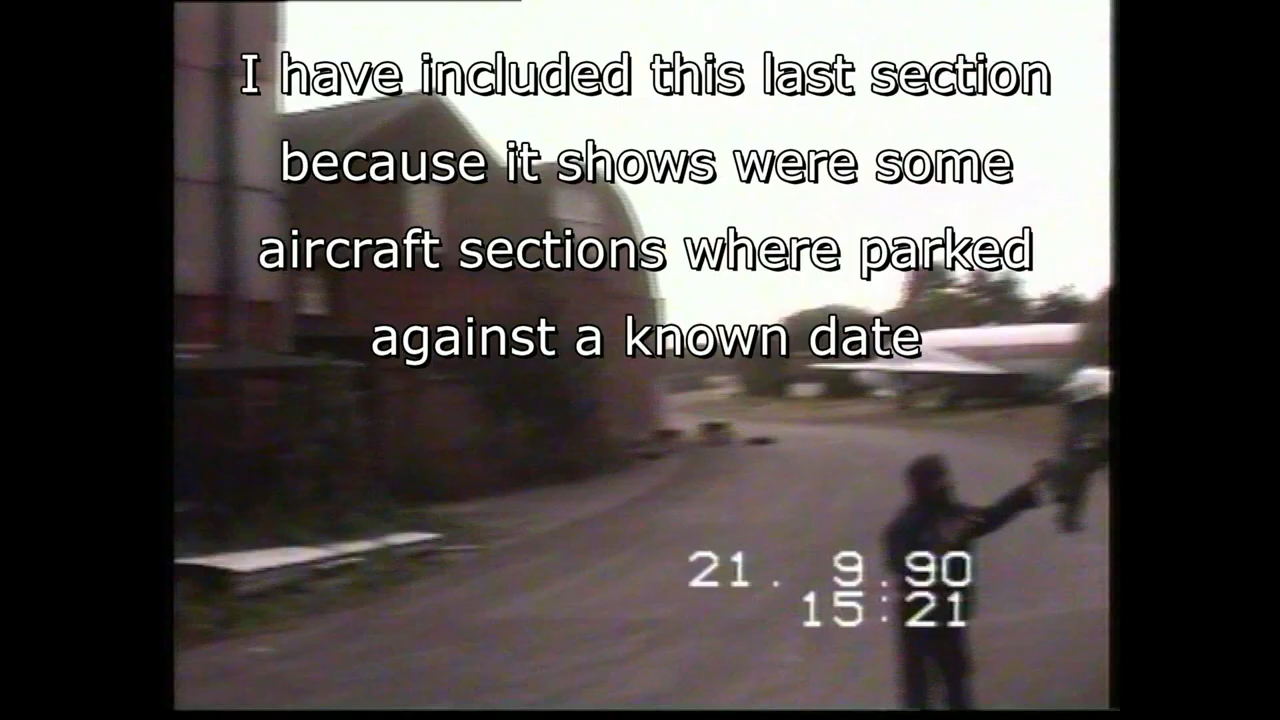 I have included this last section
because it shows were some
aircraft sections where parked
against a known date
21. 9.90
15:21